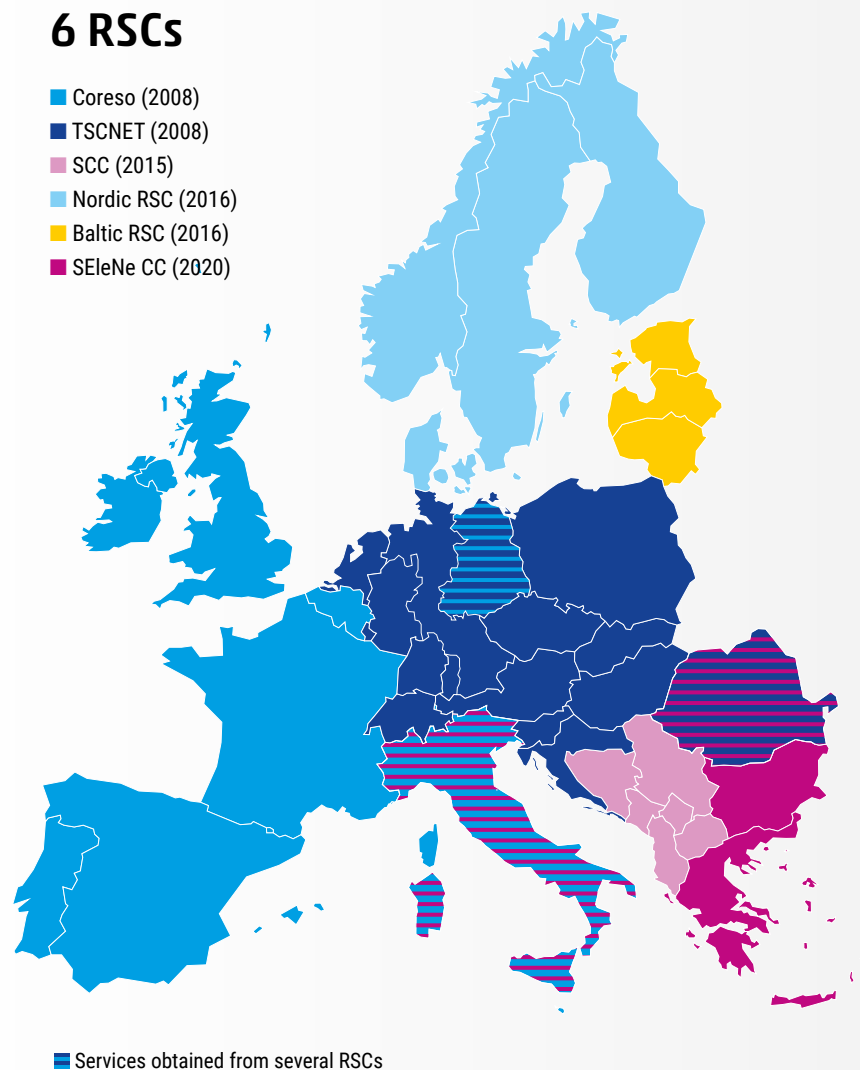 6 RSCs
Coreso (2008)
TSCNET (2008)
SCC (2015)
Nordic RSC (2016)
Baltic RSC (2016)
SEleNe CC (2020)
Services obtained from several RSCs